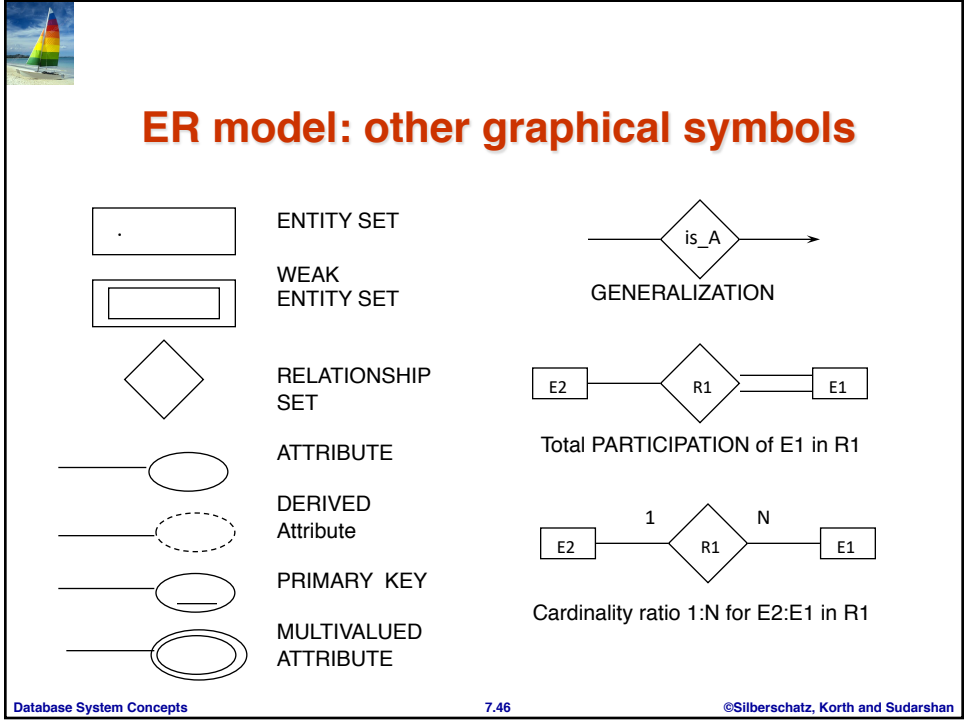 ER model: other graphical symbols
ENTITY SET
WEAK
ENTITY SET
RELATIONSHIP
SET
ATTRIBUTE
DERIVED
Attribute
PRIMARY KEY
MULTIVALUED
ATTRIBUTE
is_A
GENERALIZATION
E2 R1 E1
Total PARTICIPATION of E1 in R1
1 N
E2 R1 E1
Cardinality ratio 1:N for E2:E1 in R1
Database System Concepts 7.46 ©Silberschatz, Korth and Sudarshan